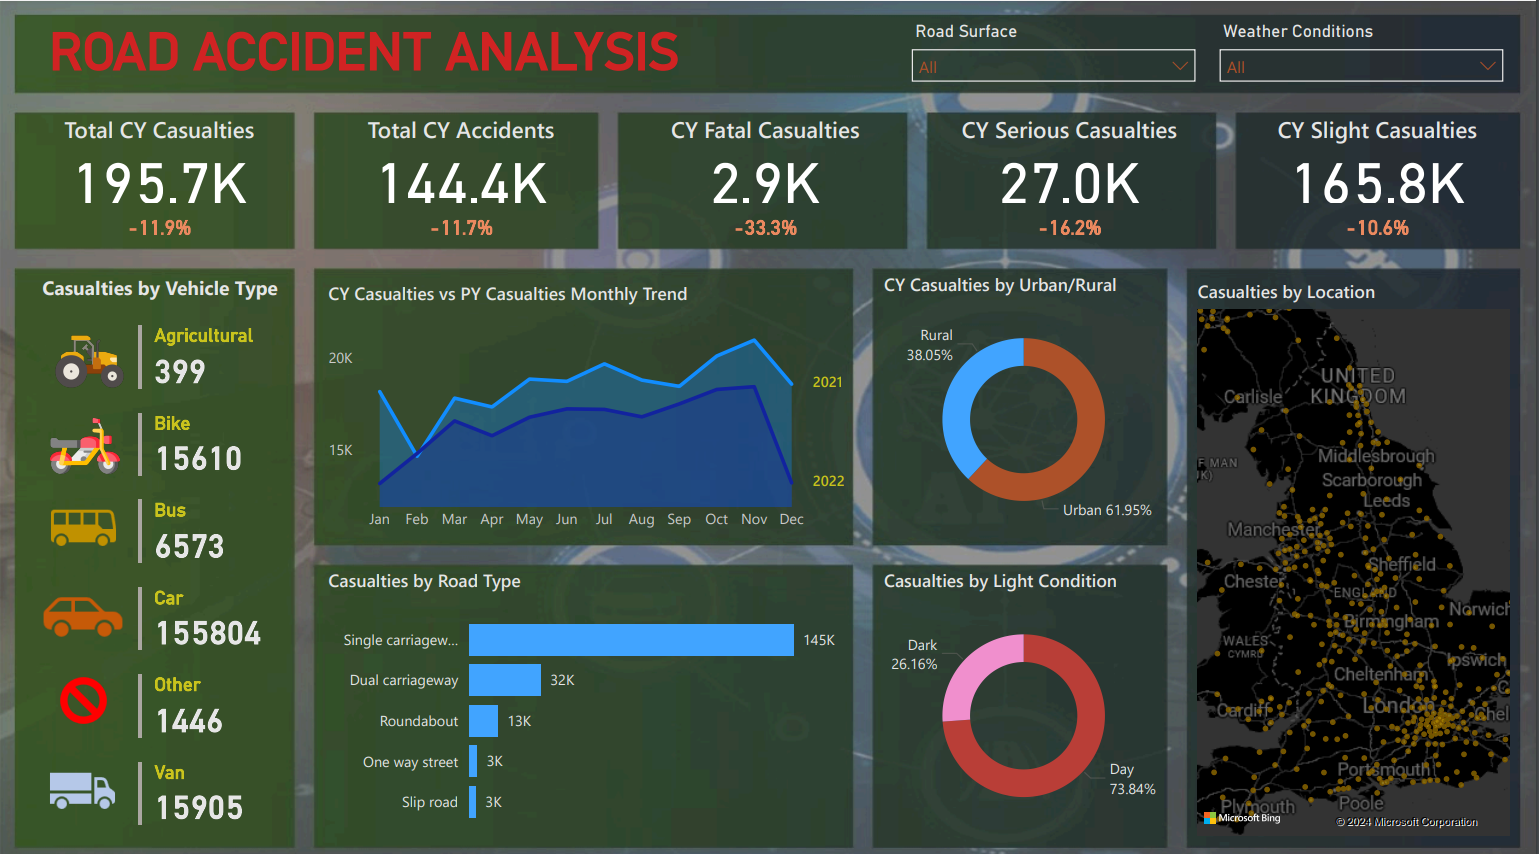 ROAD ACCIDENT ANALYSIS
Road Surface
All
Weather Conditions
All
Total CY Casualties
195.7K
-11.9%
Total CY Accidents
144.4K
-11.7%
CY Fatal Casualties
2.9K
-33.3%
CY Serious Casualties
27.0K
-16.2%
CY Slight Casualties
165.8K
-10.6%
Casualties by Vehicle Type
Agricultural
399
Bike
15610
Bus
6573
Car
155804
Other
1446
Van
15905
CY Casualties vs PY Casualties Monthly Trend
20K
15K
2021
2022
Jan Feb Mar Apr May Jun Jul Aug Sep Oct Nov Dec
CY Casualties by Urban/Rural
Rural
38.05%
Urban 61.95%
Casualties by Road Type
Single carriagew... 145K
Dual carriageway 32K
Roundabout 13K
One way street 3K
Slip road 3K
Casualties by Light Condition
Dark
26.16%
Day
73.84%
Casualties by Location
UNITED
KINGDOM
Carlisle
F MAN
K)
Middlesbrough
Scarborough
Leeds
Manchester
Sheffield
Cheste
ENGLAND
Norwich
Birmingham
WALES
CYMRU
Ipswich
Cheltenham
C
London
Cardiff
Chel
Portsmouth
Plymouth
Poole
Microsoft Bing
© 2024 Microsoft Corporation